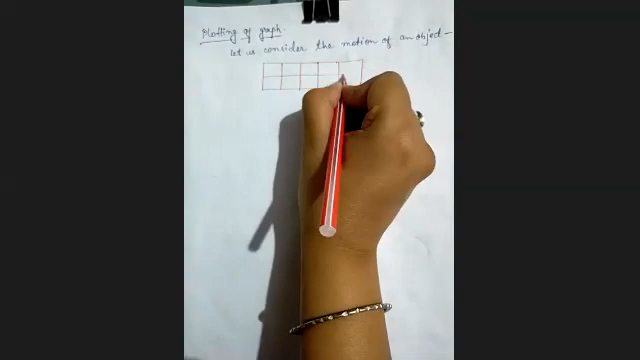 Plotting of graph.
Let us consider the motion of an object -